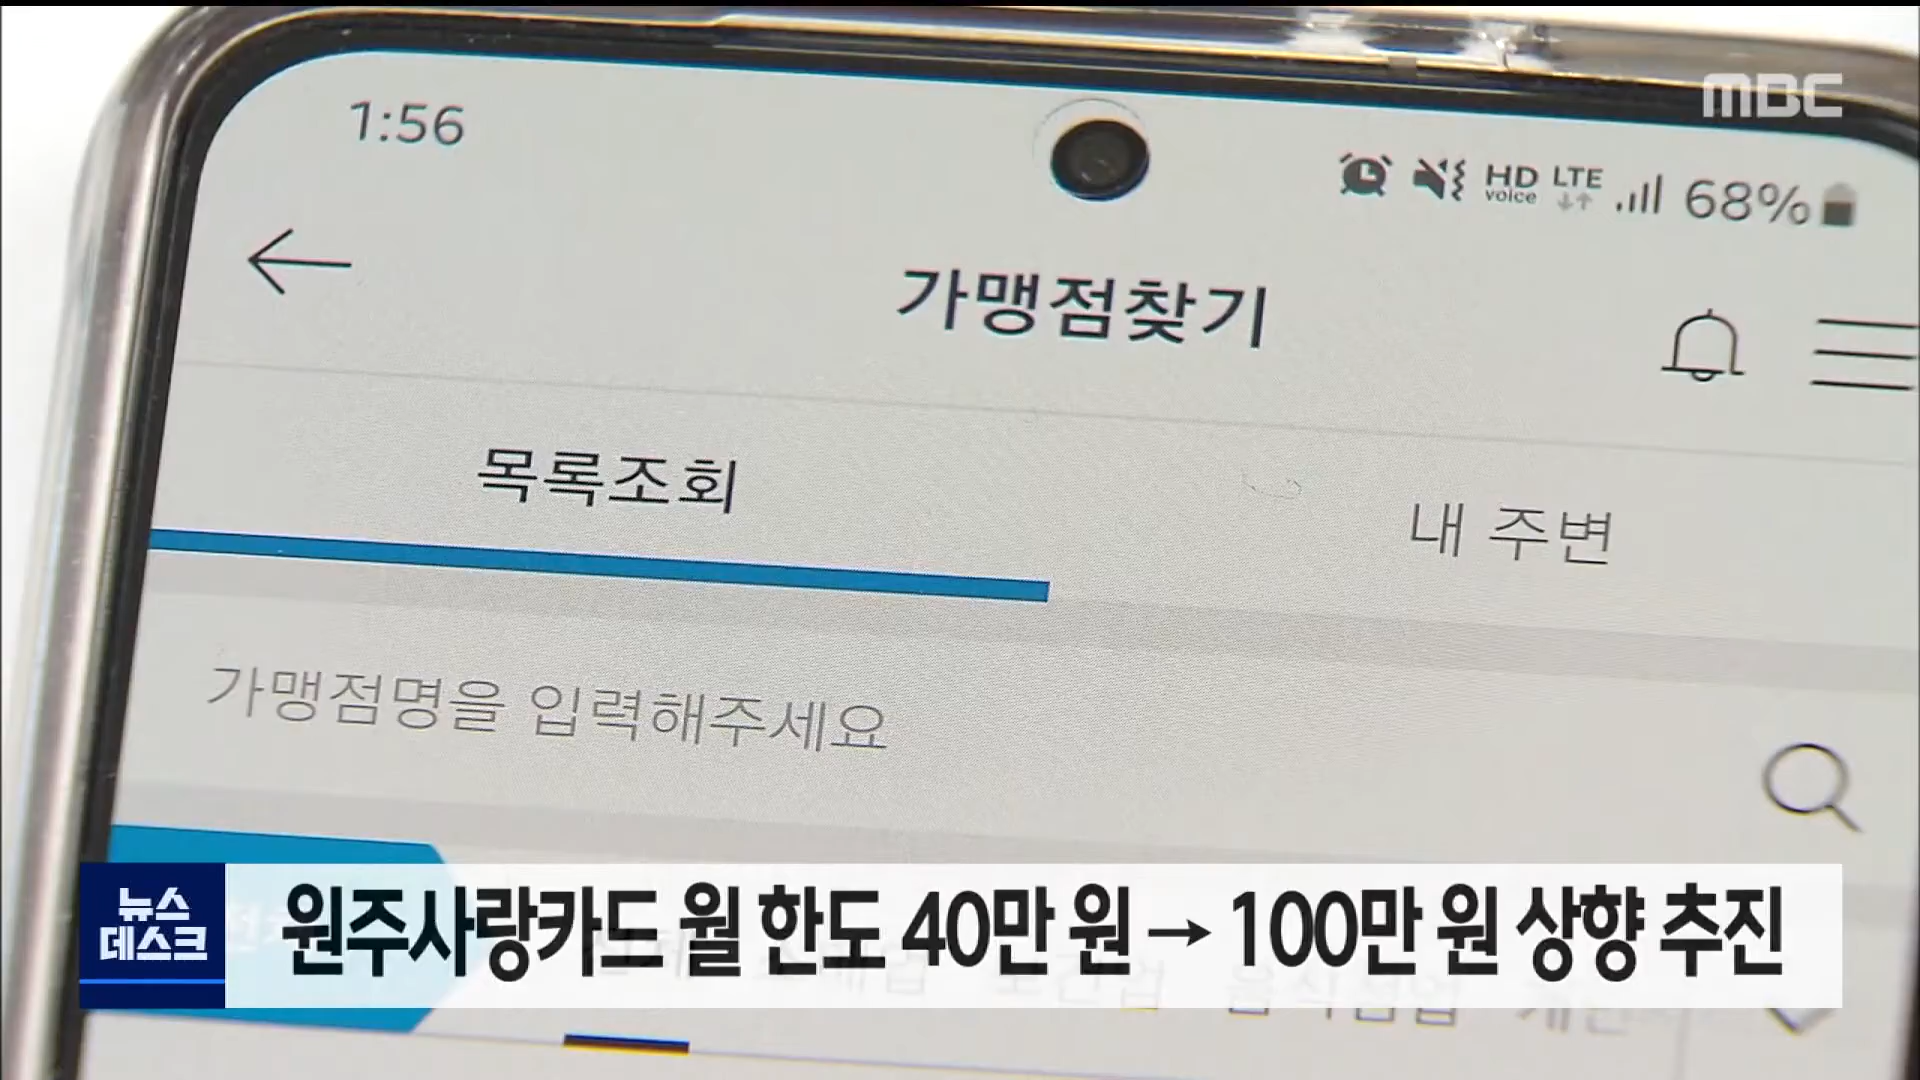 MBC
1:56
HD voice LTE 68%
가맹점찾기
목록조회
내 주변
가맹점명을 입력해주세요
뉴스
데스크
원주사랑카드 월 한도 40만 원→100만 원 상향 추진